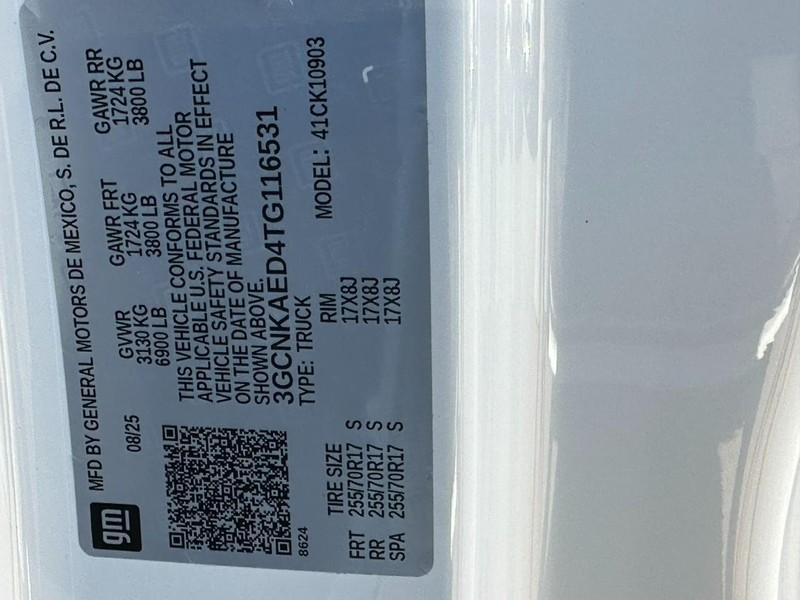 gm
MFD BY GENERAL MOTORS DE MEXICO, S. DE R.L. DE C.V.
08/25
GVWR GAWR FRT GAWR RR
3130 KG 1724 KG 1724 KG
6900 LB 3800 LB 3800 LB
THIS VEHICLE CONFORMS TO ALL
APPLICABLE U.S. FEDERAL MOTOR
VEHICLE SAFETY STANDARDS IN EFFECT
ON THE DATE OF MANUFACTURE
SHOWN ABOVE.
3GCNKAED4TG116531
TYPE: TRUCK MODEL: 41CK10903
8624
TIRE SIZE RIM
FRT 255/70R17 S 17X8J
RR 255/70R17 S 17X8J
SPA 255/70R17 S 17X8J